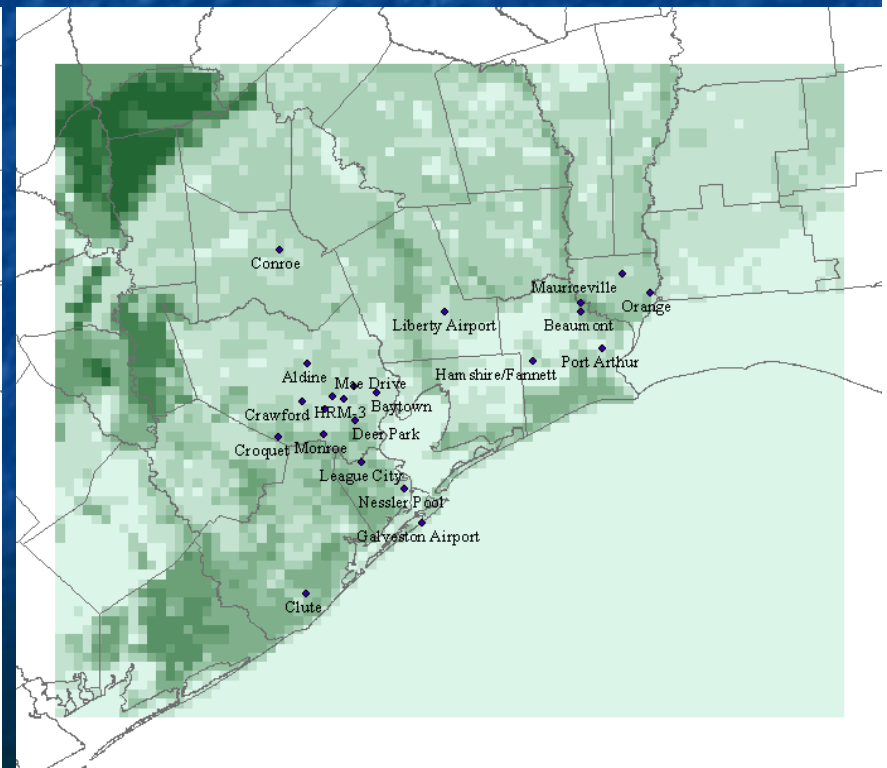 Conroe
Mauriceville
Orange
Liberty Airport
Beaumont
Port Arthur
Hamshire/Fannett
Aldine
Mae Drive
Crawford
HRM-3
Baytown
Deer Park
Croquet
Monroe
League City
Nessler Pool
Galveston Airport
Clute